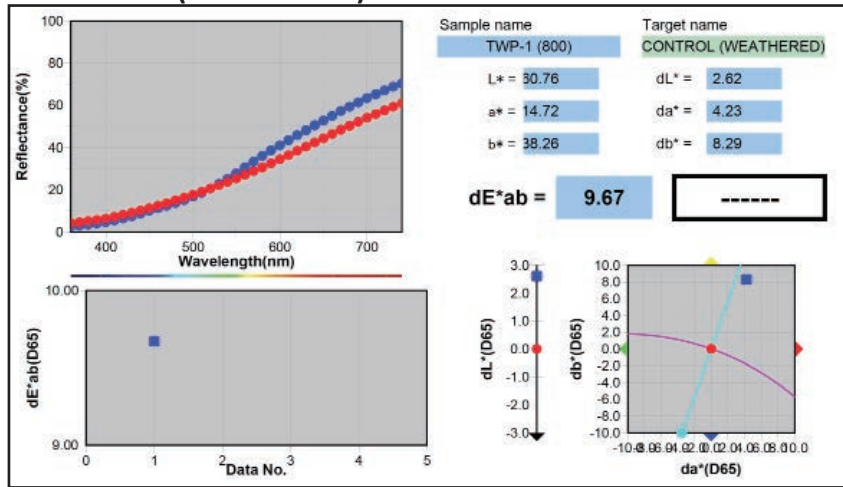 Sample name
Target name
TWP-1 (800)
CONTROL (WEATHERED)
L* = 60.76
dL* = 2.62
a* = 14.72
da* = 4.23
b* = 38.26
db* = 8.29
dE*ab = 9.67
------
Reflectance(%)
100
80
60
40
20
0
400
500
600
700
Wavelength(nm)
dE*ab(D65)
10.00
9.00
0
1
2
3
4
5
Data No.
dL*(D65)
3.0
2.0
1.0
0.0
-1.0
-2.0
-3.0
db*(D65)
10.0
8.0
6.0
4.0
2.0
0.0
-2.0
-4.0
-6.0
-8.0
-10.0
da*(D65)